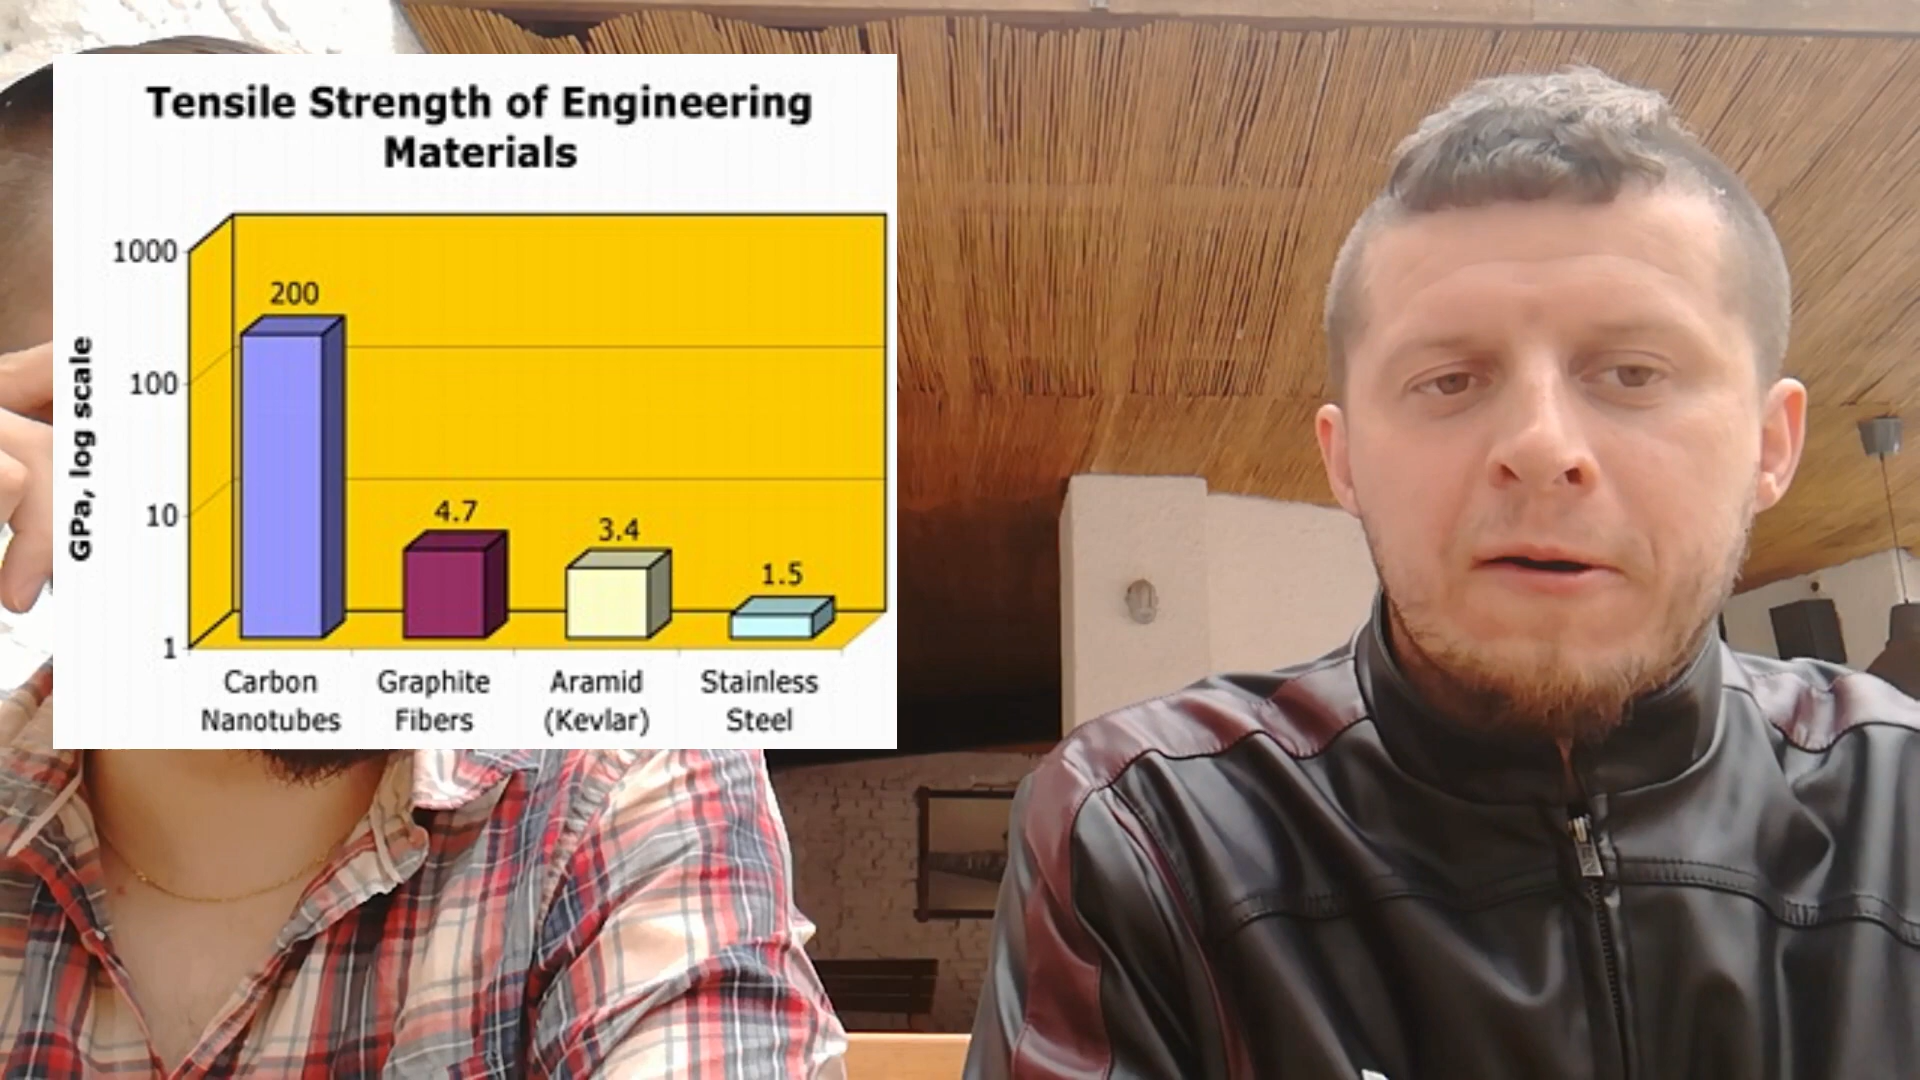 Tensile Strength of Engineering
Materials
GPa, log scale
1000
100
10
1
200
4.7
3.4
1.5
Carbon
Nanotubes
Graphite
Fibers
Aramid
(Kevlar)
Stainless
Steel